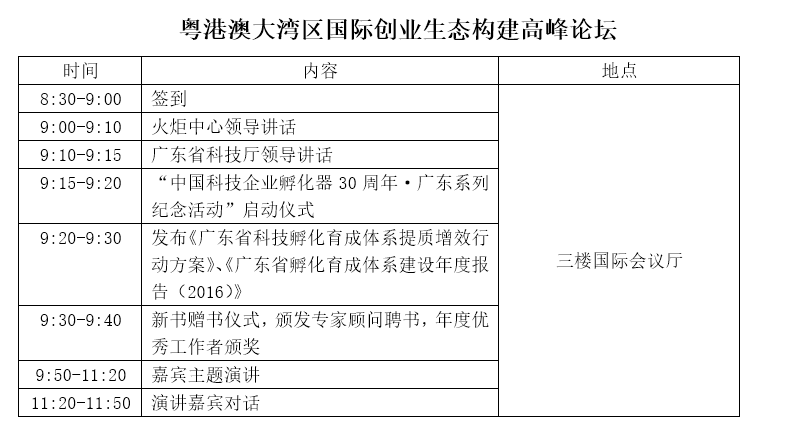 粤港澳大湾区国际创业生态构建高峰论坛
时间 内容 地点
8:30-9:00 签到
9:00-9:10 火炬中心领导讲话
9:10-9:15 广东省科技厅领导讲话
9:15-9:20 “中国科技企业孵化器 30 周年·广东系列
纪念活动”启动仪式
9:20-9:30 发布《广东省科技孵化育成体系提质增效行
动方案》、《广东省孵化育成体系建设年度报
告（2016）》
三楼国际会议厅
9:30-9:40 新书赠书仪式，颁发专家顾问聘书，年度优
秀工作者颁奖
9:50-11:20 嘉宾主题演讲
11:20-11:50 演讲嘉宾对话